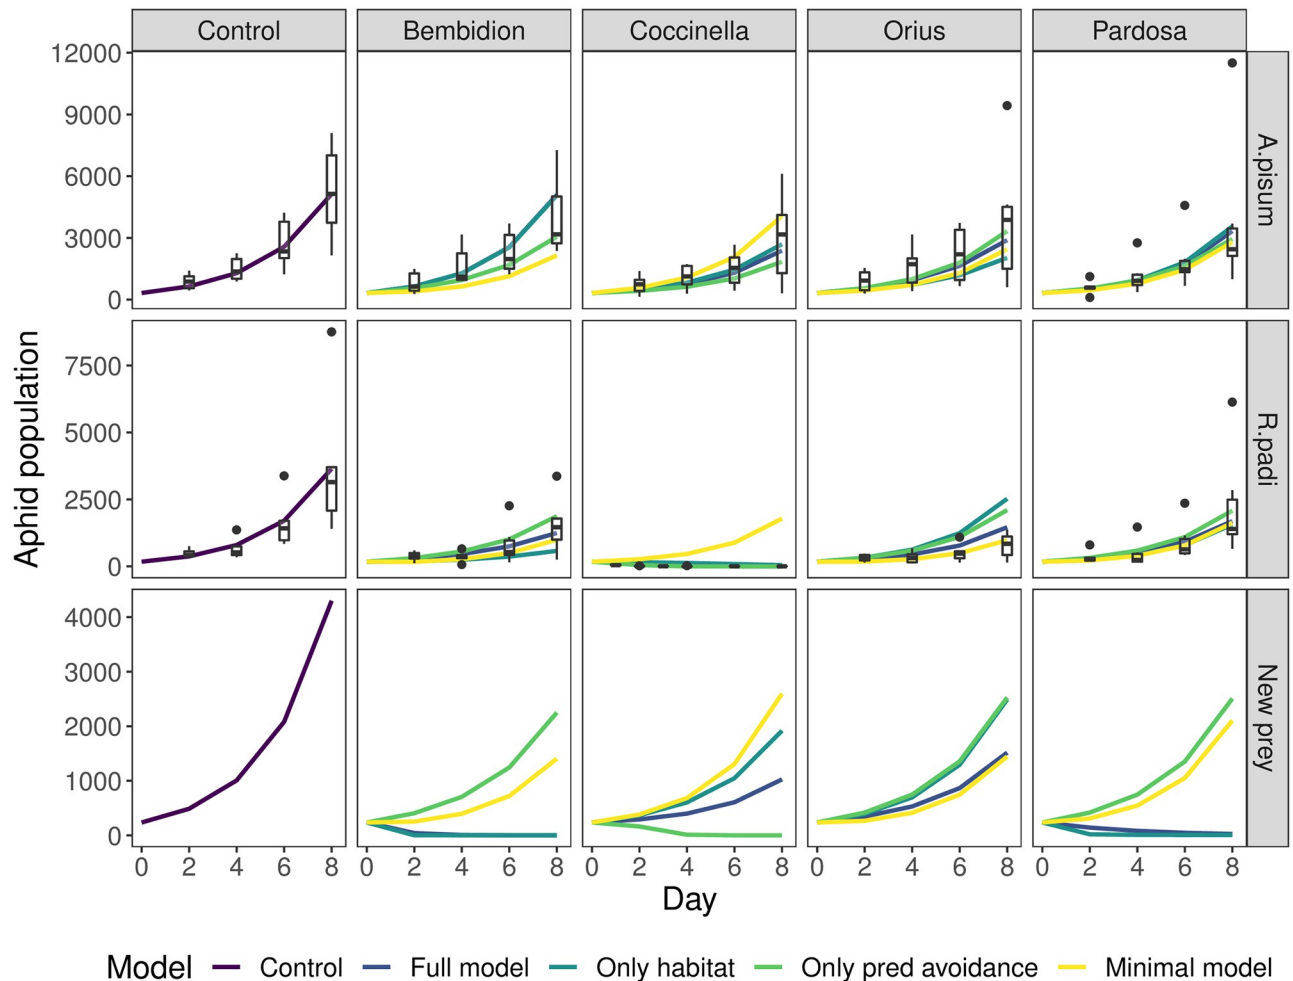 Control Bembidion Coccinella Orius Pardosa
12000
9000
6000
3000
0
A.pisum
7500
5000
2500
0
R.padi
4000
3000
2000
1000
0
New prey
Aphid population
0 2 4 6 8 0 2 4 6 8 0 2 4 6 8 0 2 4 6 8 0 2 4 6 8
Day
Model Control Full model Only habitat Only pred avoidance Minimal model